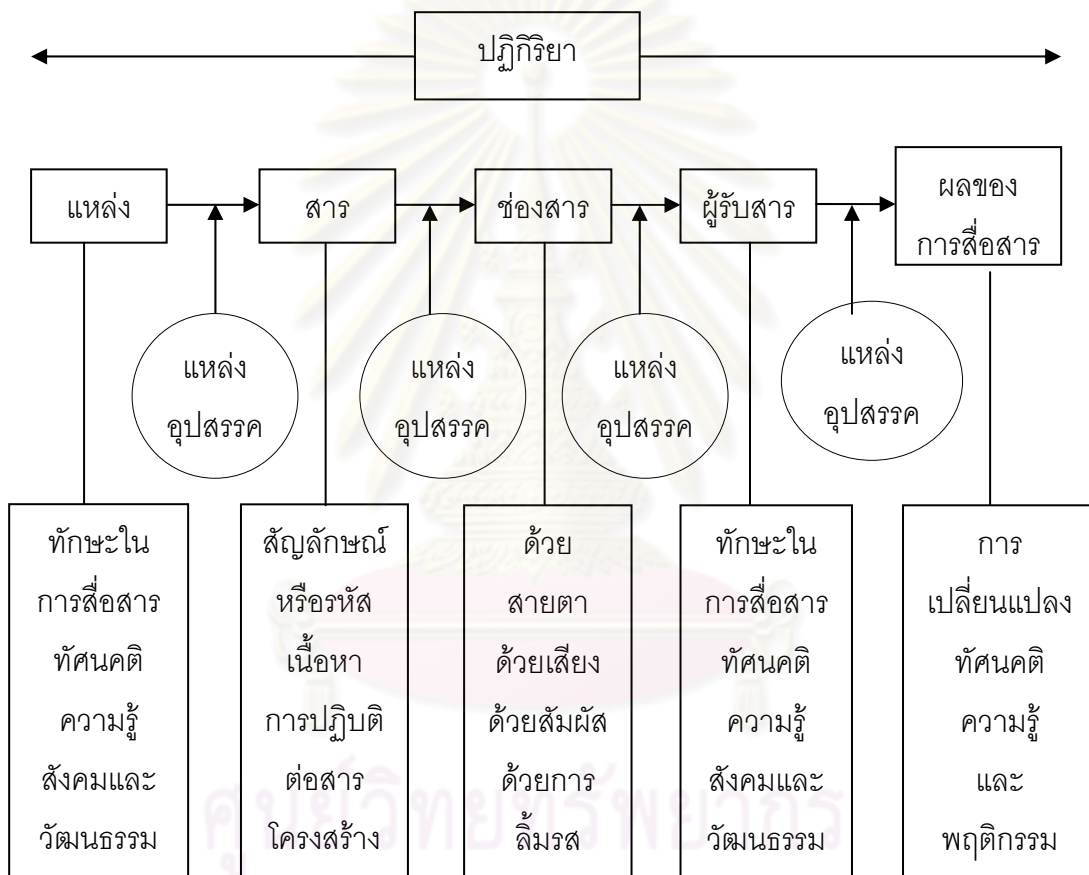 ปฏิกิริยา
แหล่ง
สาร
ช่องสาร
ผู้รับสาร
ผลของ
การสื่อสาร
แหล่ง
อุปสรรค
แหล่ง
อุปสรรค
แหล่ง
อุปสรรค
แหล่ง
อุปสรรค
ทักษะใน
การสื่อสาร
ทัศนคติ
ความรู้
สังคมและ
วัฒนธรรม
สัญลักษณ์
หรือรหัส
เนื้อหา
การปฏิบติ
ต่อสาร
โครงสร้าง
ด้วย
สายตา
ด้วยเสียง
ด้วยสัมผัส
ด้วยการ
ลิ้มรส
ทักษะใน
การสื่อสาร
ทัศนคติ
ความรู้
สังคมและ
วัฒนธรรม
การ
เปลี่ยนแปลง
ทัศนคติ
ความรู้
และ
พฤติกรรม
ศูนย์วิทยทรัพยากร